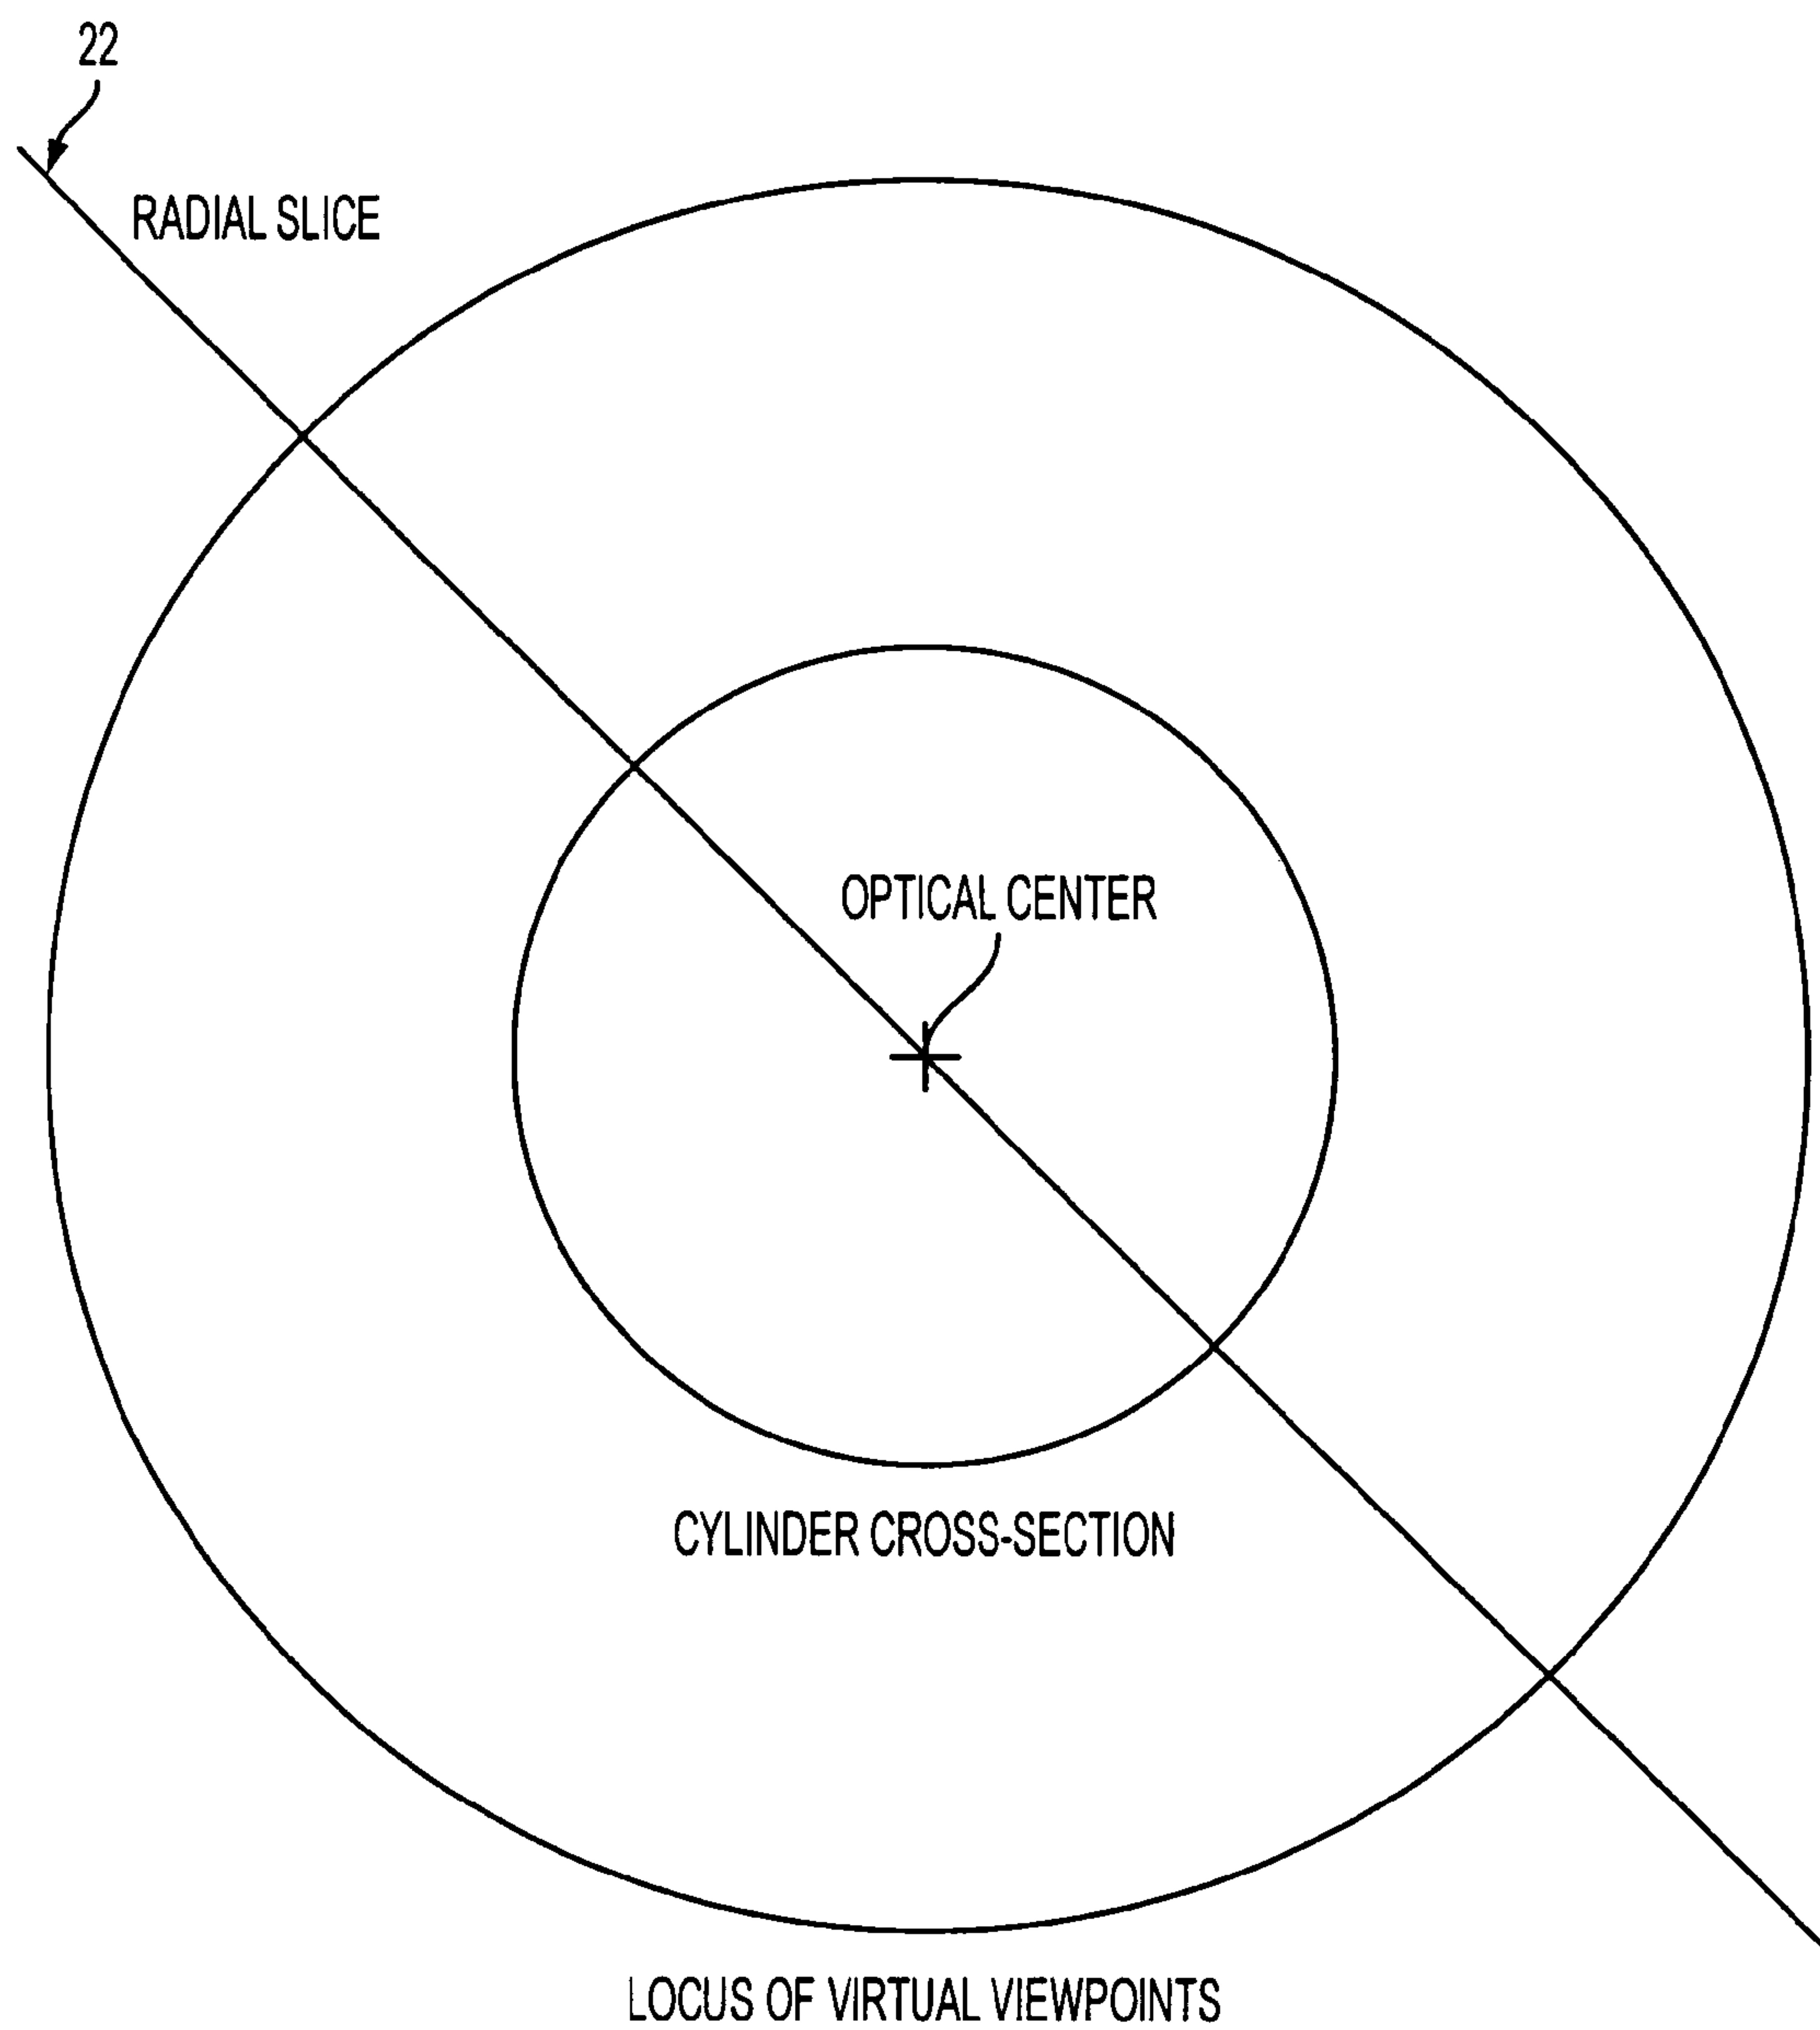 22
RADIAL SLICE
OPTICAL CENTER
CYLINDER CROSS-SECTION
LOCUS OF VIRTUAL VIEWPOINTS